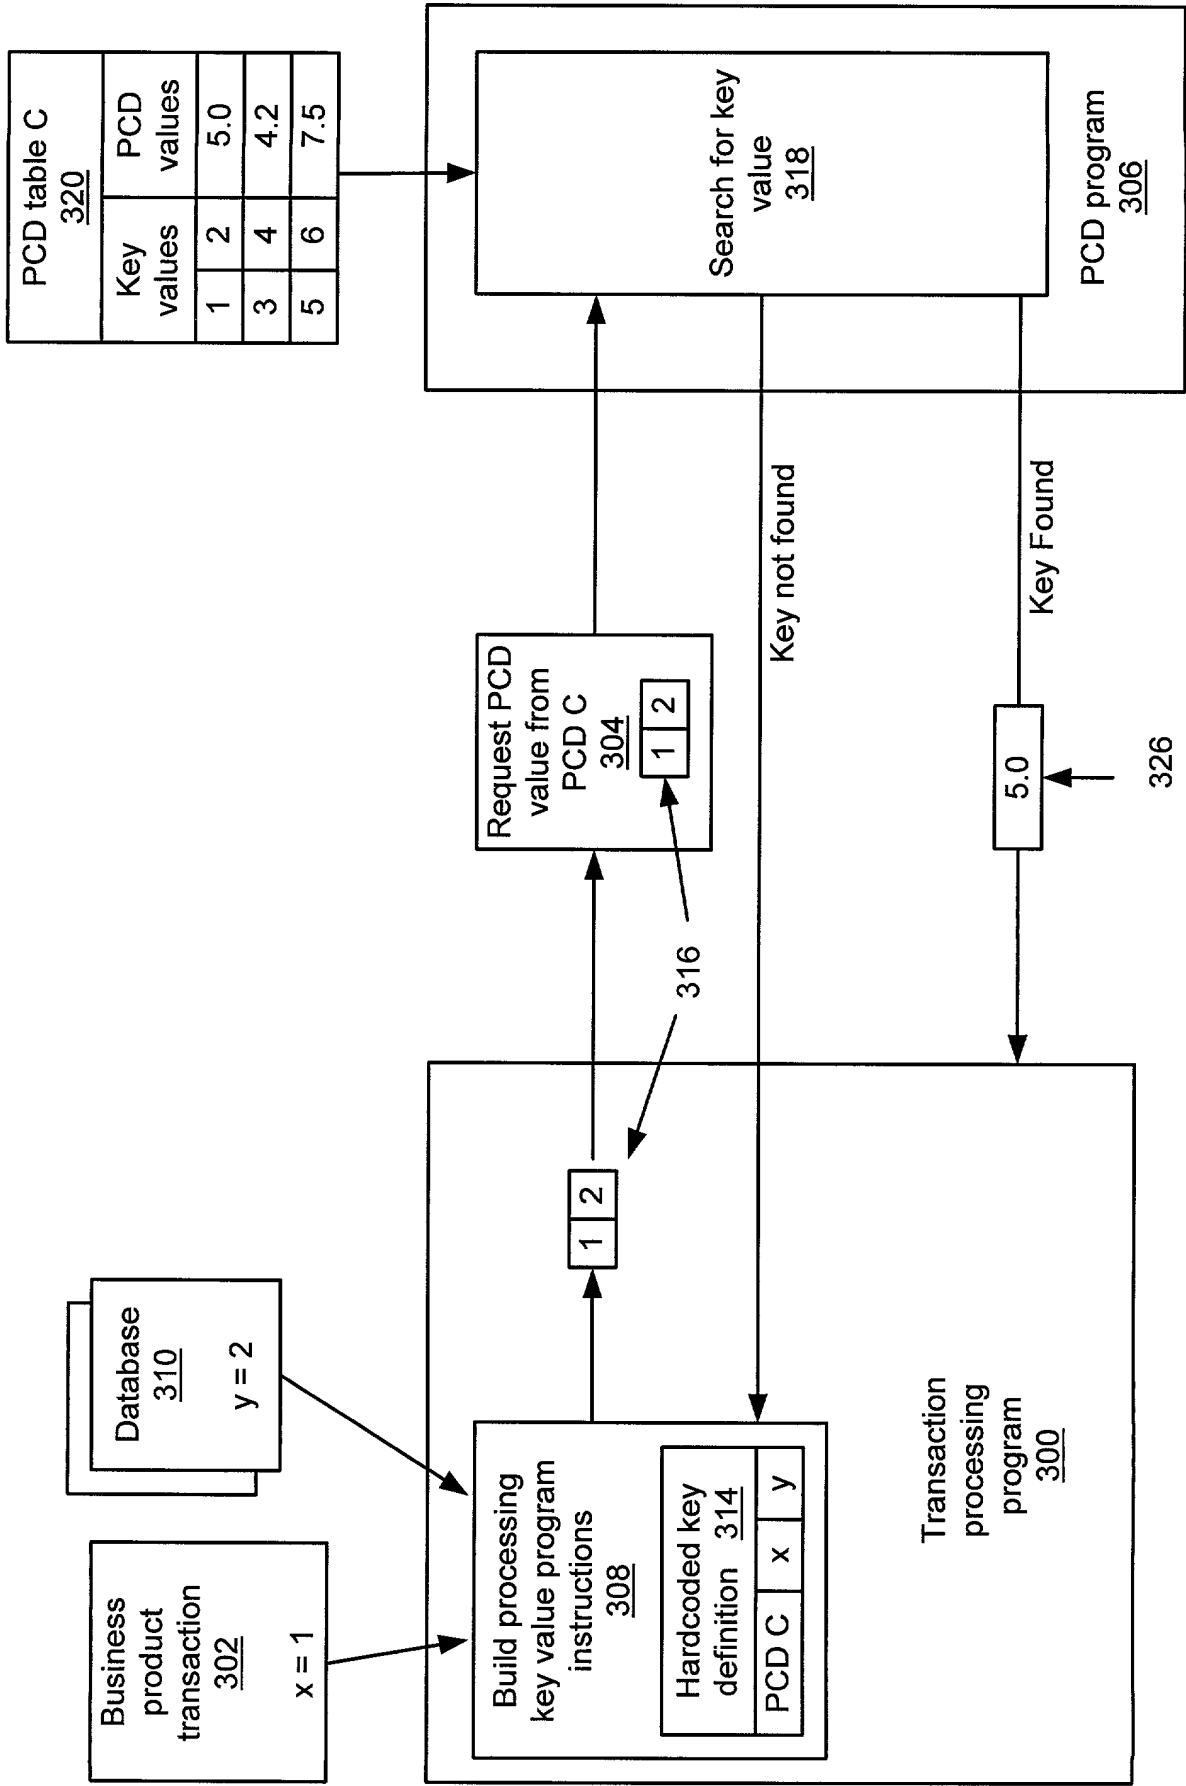 Business
product
transaction
302
x = 1
Database
310
y = 2
PCD table C
320
Key
values
PCD
values
1 2 5.0
3 4 4.2
5 6 7.5
Build processing
key value program
instructions
308
Hardcoded key
definition 314
PCD C x y
1 2
316
Request PCD
value from
PCD C
304
1 2
Search for key
value
318
Key not found
Key Found
5.0
326
Transaction
processing
program
300
PCD program
306